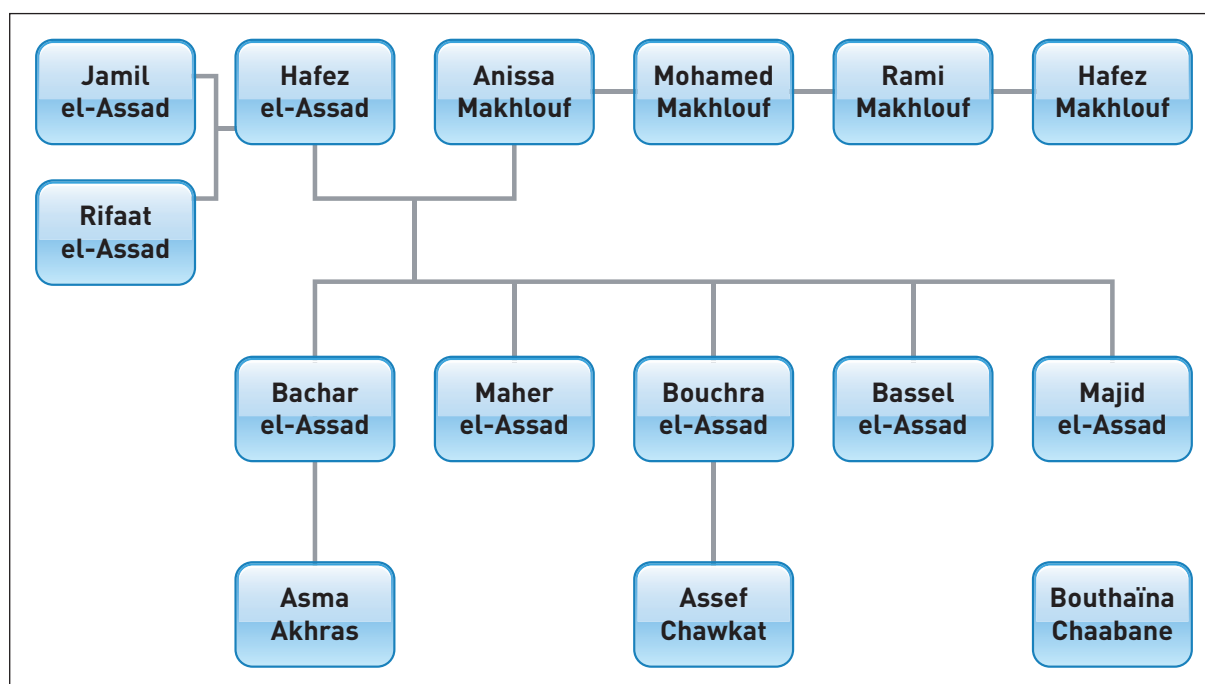 Jamil
el-Assad
Hafez
el-Assad
Anissa
Makhlouf
Mohamed
Makhlouf
Rami
Makhlouf
Hafez
Makhlouf
Rifaat
el-Assad
Bachar
el-Assad
Maher
el-Assad
Bouchra
el-Assad
Bassel
el-Assad
Majid
el-Assad
Asma
Akhras
Assef
Chawkat
Bouthaïna
Chaabane